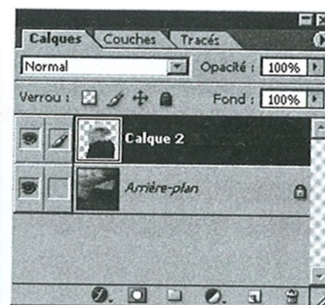 Calques Couches Tracés
Normal Opacité : 100%
Verrou : Fond : 100%
Calque 2
Arrière-plan